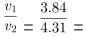 v₁/v₂ = 3.84/4.31 =